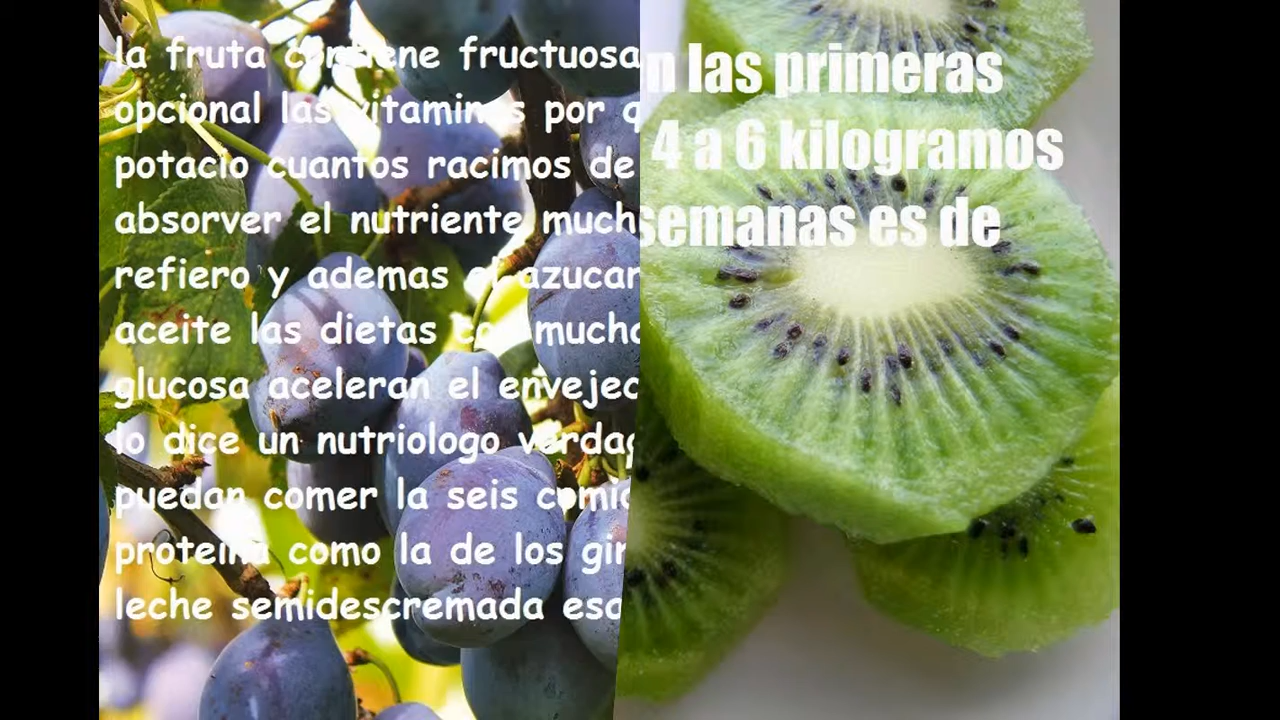 la fruta contiene fructuosa
opcional las vitaminas por q
potacio cuantos racimos de
absorver el nutriente much
refiero y ademas el azucar
aceite las dietas con mucha
glucosa aceleran el envejec
lo dice un nutriologo verdad
puedan comer la seis comid
proteina como la de los gir
leche semidescremada eso
n las primeras
4 a 6 kilogramos
semanas es de